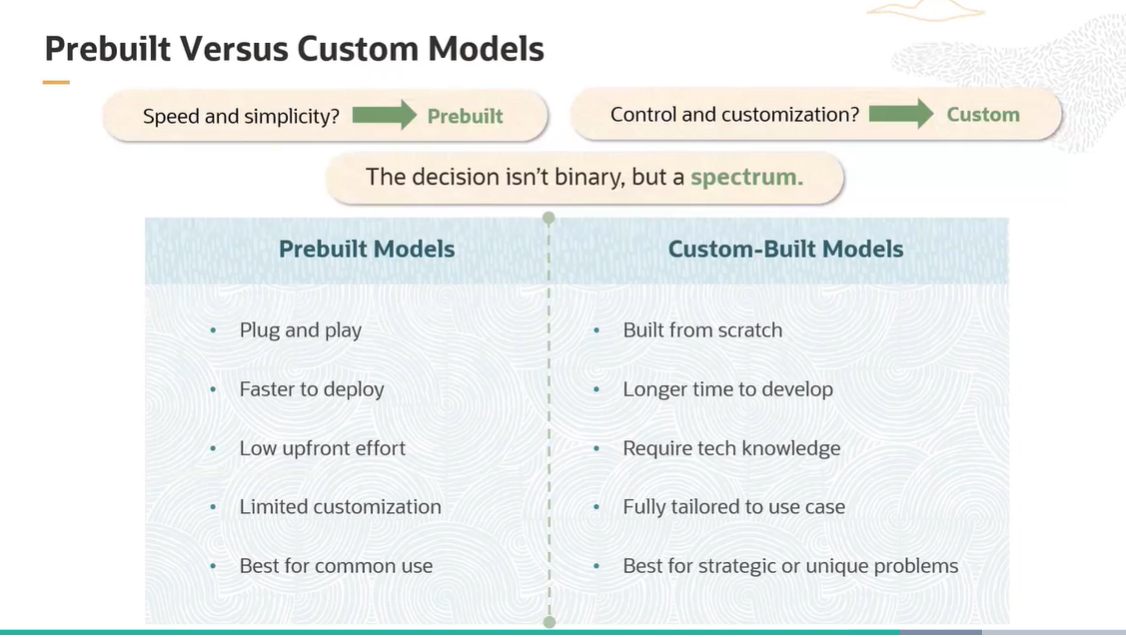 Prebuilt Versus Custom Models
Speed and simplicity? Prebuilt
Control and customization? Custom
The decision isn't binary, but a spectrum.
Prebuilt Models
Custom-Built Models
• Plug and play
• Faster to deploy
• Low upfront effort
• Limited customization
• Best for common use
• Built from scratch
• Longer time to develop
• Require tech knowledge
• Fully tailored to use case
• Best for strategic or unique problems